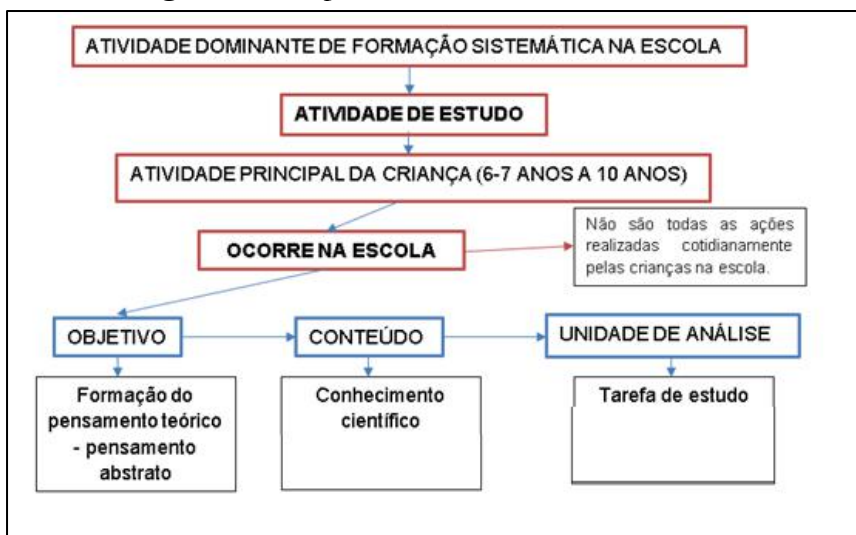 ATIVIDADE DOMINANTE DE FORMAÇÃO SISTEMÁTICA NA ESCOLA
ATIVIDADE DE ESTUDO
ATIVIDADE PRINCIPAL DA CRIANÇA (6-7 ANOS A 10 ANOS)
OCORRE NA ESCOLA
Não são todas as ações
realizadas cotidianamente
pelas crianças na escola.
OBJETIVO
CONTEÚDO
UNIDADE DE ANÁLISE
Formação do
pensamento teórico
- pensamento
abstrato
Conhecimento
científico
Tarefa de estudo